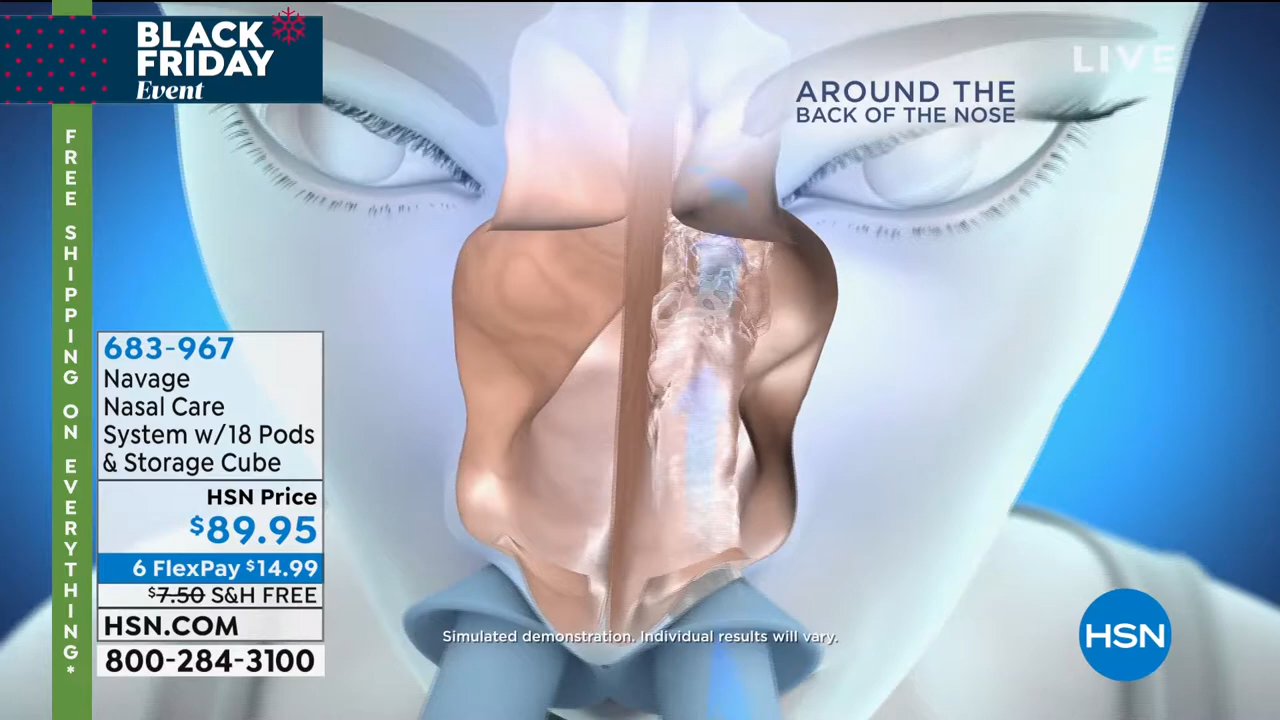 BLACK
FRIDAY
Event
LIVE
AROUND THE
BACK OF THE NOSE
FREE SHIPPING ON EVERYTHING*
683-967
Navage
Nasal Care
System w/18 Pods
& Storage Cube
HSN Price
$89.95
6 FlexPay $14.99
$7.50 S&H FREE
HSN.COM
800-284-3100
Simulated demonstration. Individual results will vary.
HSN